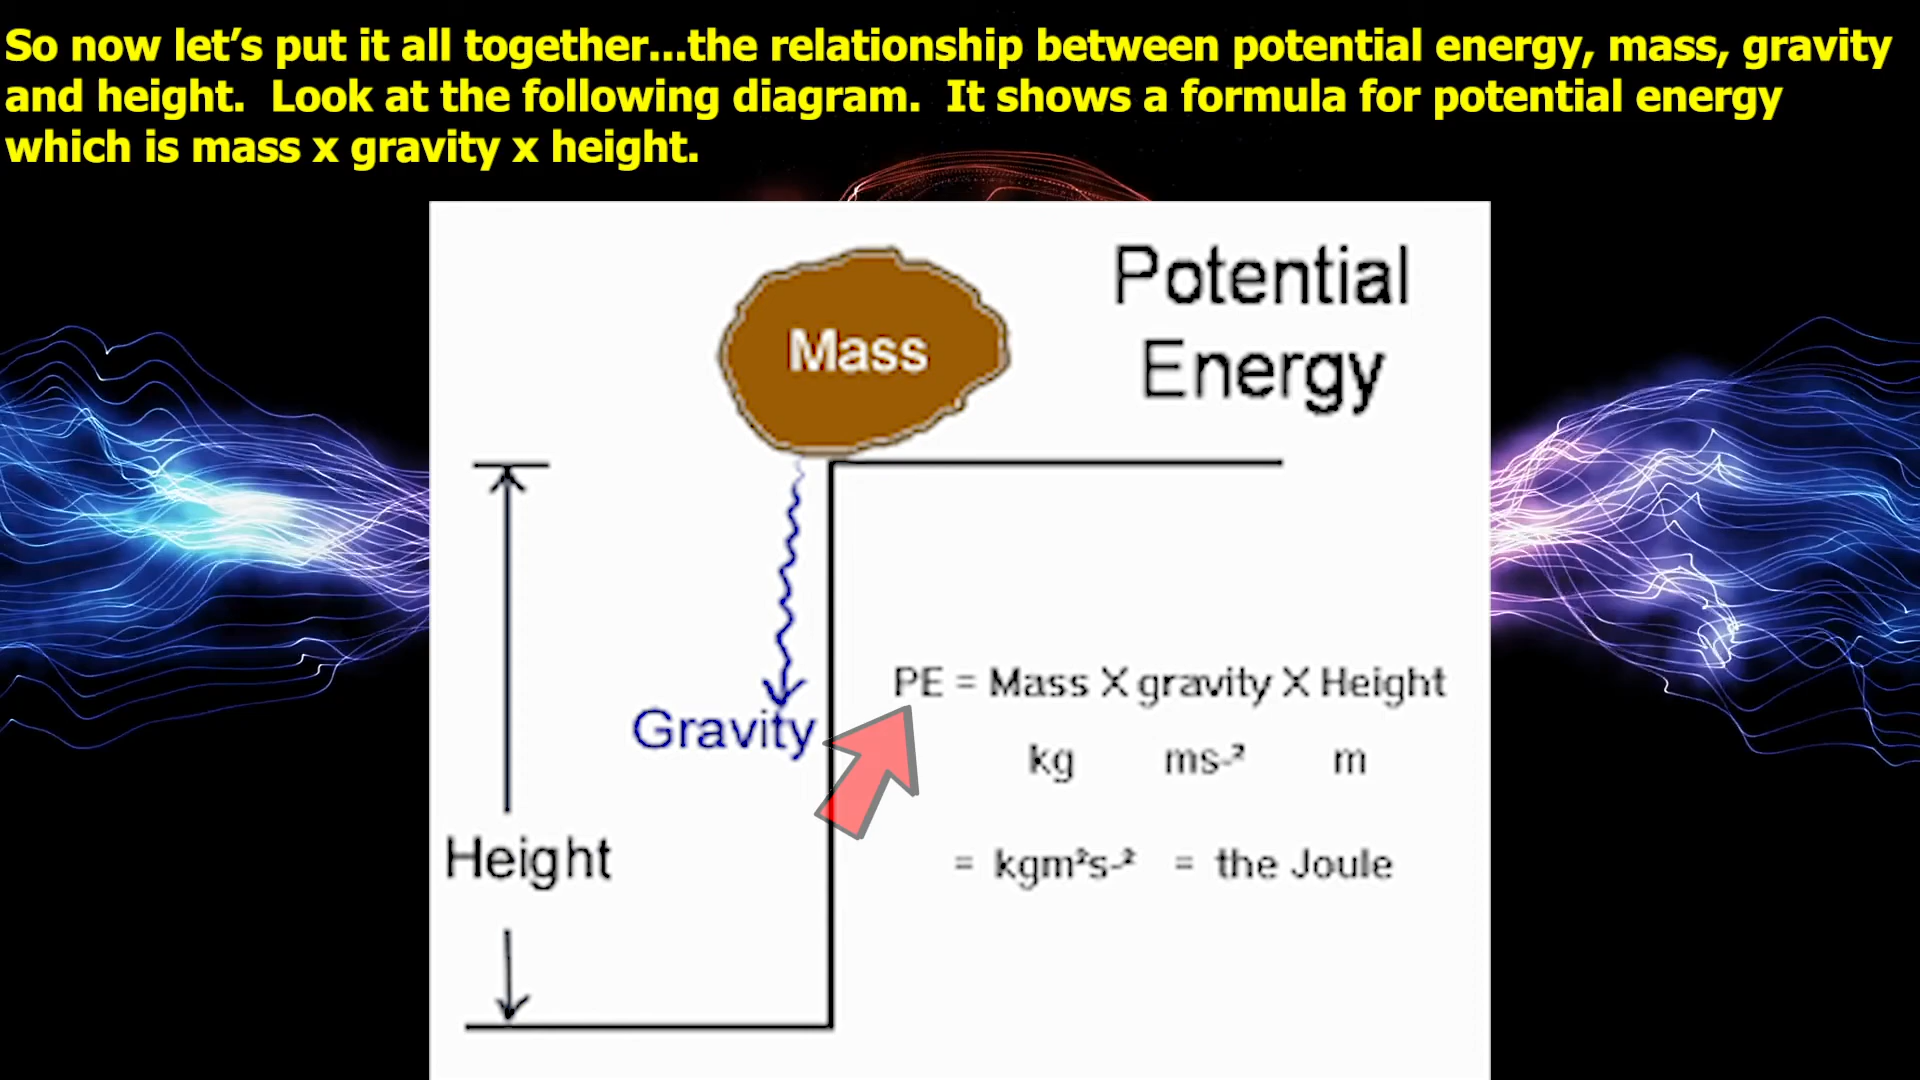 So now let’s put it all together...the relationship between potential energy, mass, gravity
and height.  Look at the following diagram.  It shows a formula for potential energy
which is mass x gravity x height.
Potential
Energy
Mass
Gravity
PE = Mass X gravity X Height
kg ms-² m
Height
= kgm²s-² = the Joule